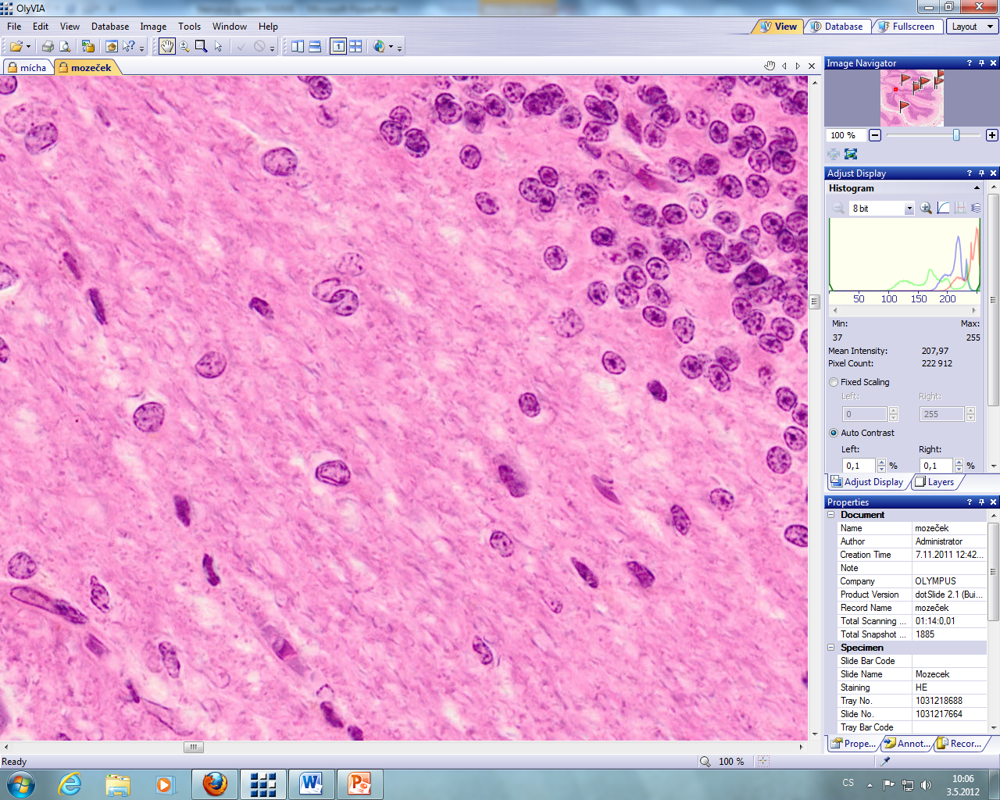 OlyVIA
File Edit View Database Image Tools Window Help
View Database Fullscreen Layout
1
mícha mozeček
Image Navigator
100 %
Adjust Display
Histogram
8 bit
50 100 150 200
Min: Max:
37 255
Mean Intensity: 207,97
Pixel Count: 222 912
Fixed Scaling
Left: Right:
0 255
Auto Contrast
Left: Right:
0,1 % 0,1 %
Adjust Display Layers
Properties
Document
Name mozeček
Author Administrator
Creation Time 7.11.2011 12:42...
Note
Company OLYMPUS
Product Version dotSlide 2.1 (Bui...
Record Name mozeček
Total Scanning ... 01:14:0,01
Total Snapshot ... 1885
Specimen
Slide Bar Code
Slide Name Mozecek
Staining HE
Tray No. 1031218688
Slide No. 1031217664
Tray Bar Code
Prope... Annot... Recor...
Ready 100 %
CS 10:06
3.5.2012